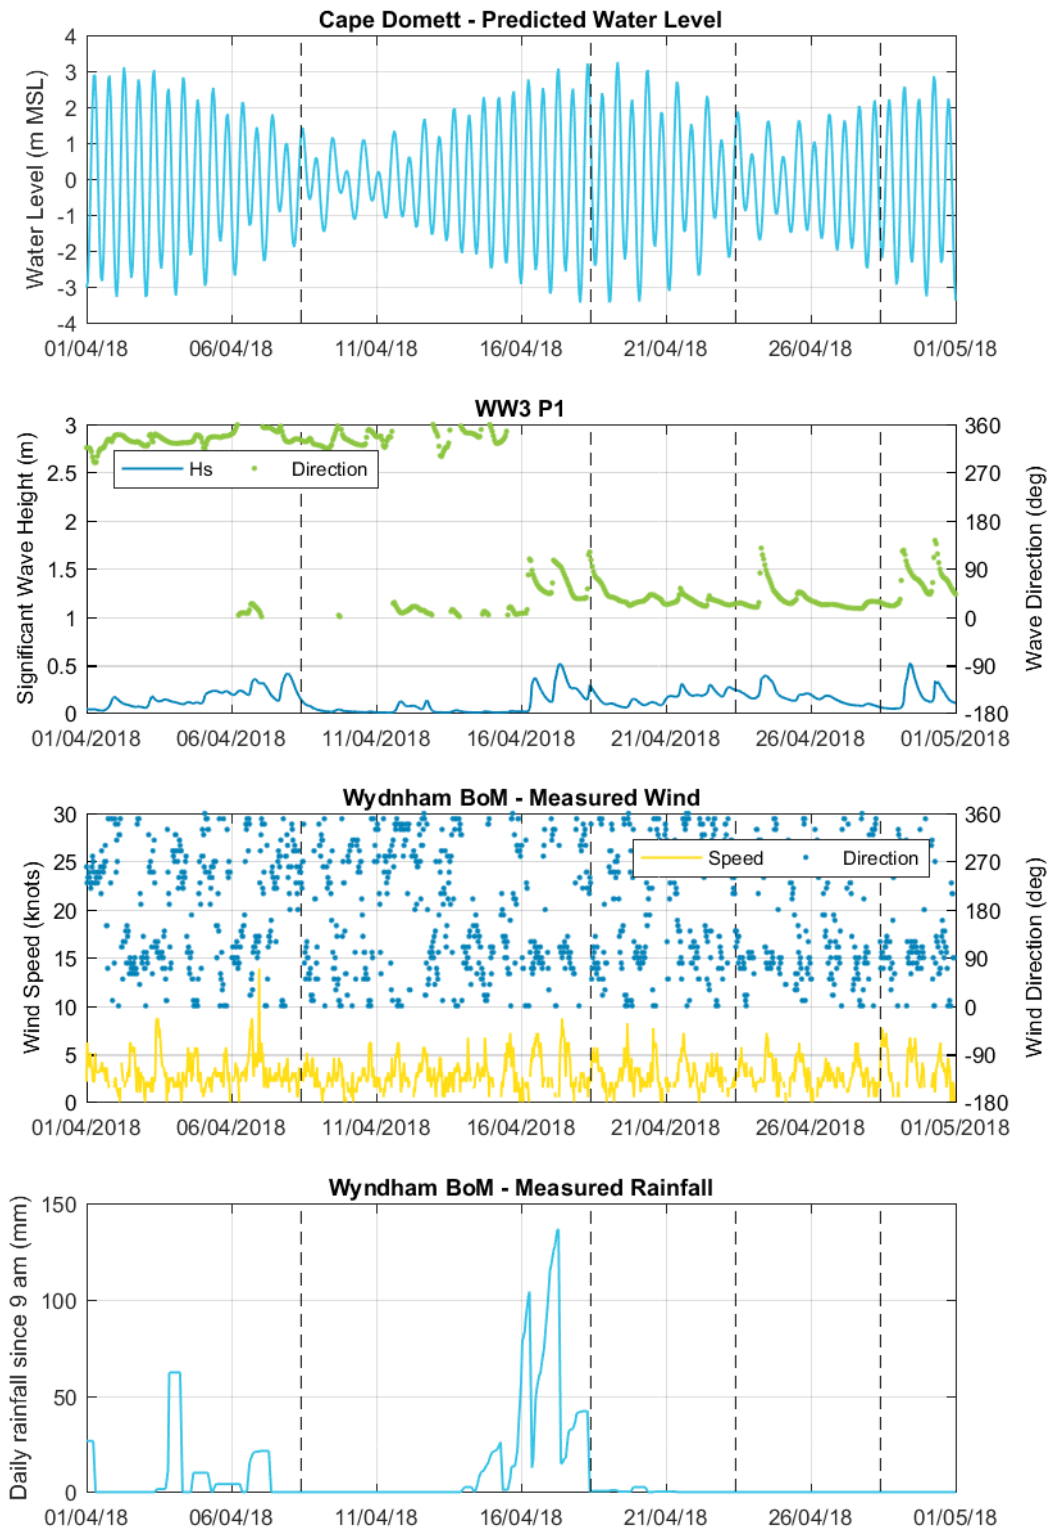 Cape Domett - Predicted Water Level
Water Level (m MSL)
4
3
2
1
0
-1
-2
-3
-4
01/04/18 06/04/18 11/04/18 16/04/18 21/04/18 26/04/18 01/05/18
WW3 P1
Significant Wave Height (m)
3
2.5
2
1.5
1
0.5
0
Hs Direction
360
270
180
90
0
-90
-180
Wave Direction (deg)
01/04/2018 06/04/2018 11/04/2018 16/04/2018 21/04/2018 26/04/2018 01/05/2018
Wydnham BoM - Measured Wind
Wind Speed (knots)
30
25
20
15
10
5
0
Speed Direction
360
270
180
90
0
-90
-180
Wind Direction (deg)
01/04/2018 06/04/2018 11/04/2018 16/04/2018 21/04/2018 26/04/2018 01/05/2018
Wyndham BoM - Measured Rainfall
Daily rainfall since 9 am (mm)
150
100
50
0
01/04/18 06/04/18 11/04/18 16/04/18 21/04/18 26/04/18 01/05/18